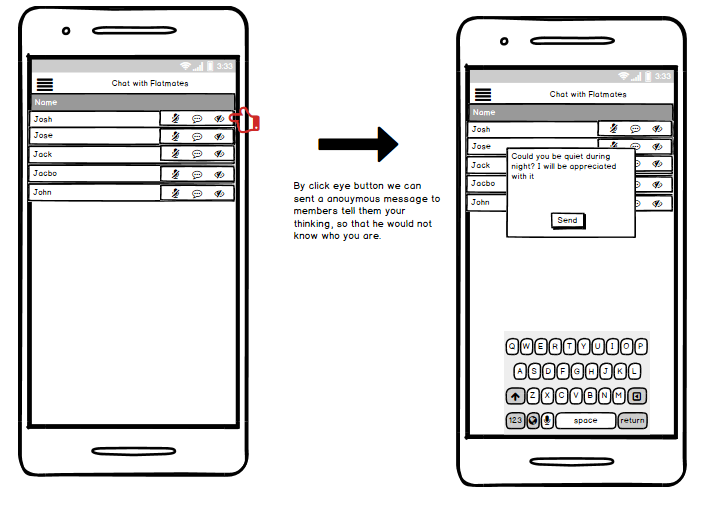 3:33
Chat with Flatmates
Name
Josh
Jose
Jack
Jacbo
John
By click eye button we can
sent a anouymous message to
members tell them your
thinking, so that he would not
know who you are.
3:33
Chat with Flatmates
Name
Josh
Jose
Jack
Jacbo
John
Could you be quiet during
night? I will be appreciated
with it
Send
Q W E R T Y U I O P
A S D F G H J K L
Z X C V B N M
123 space return